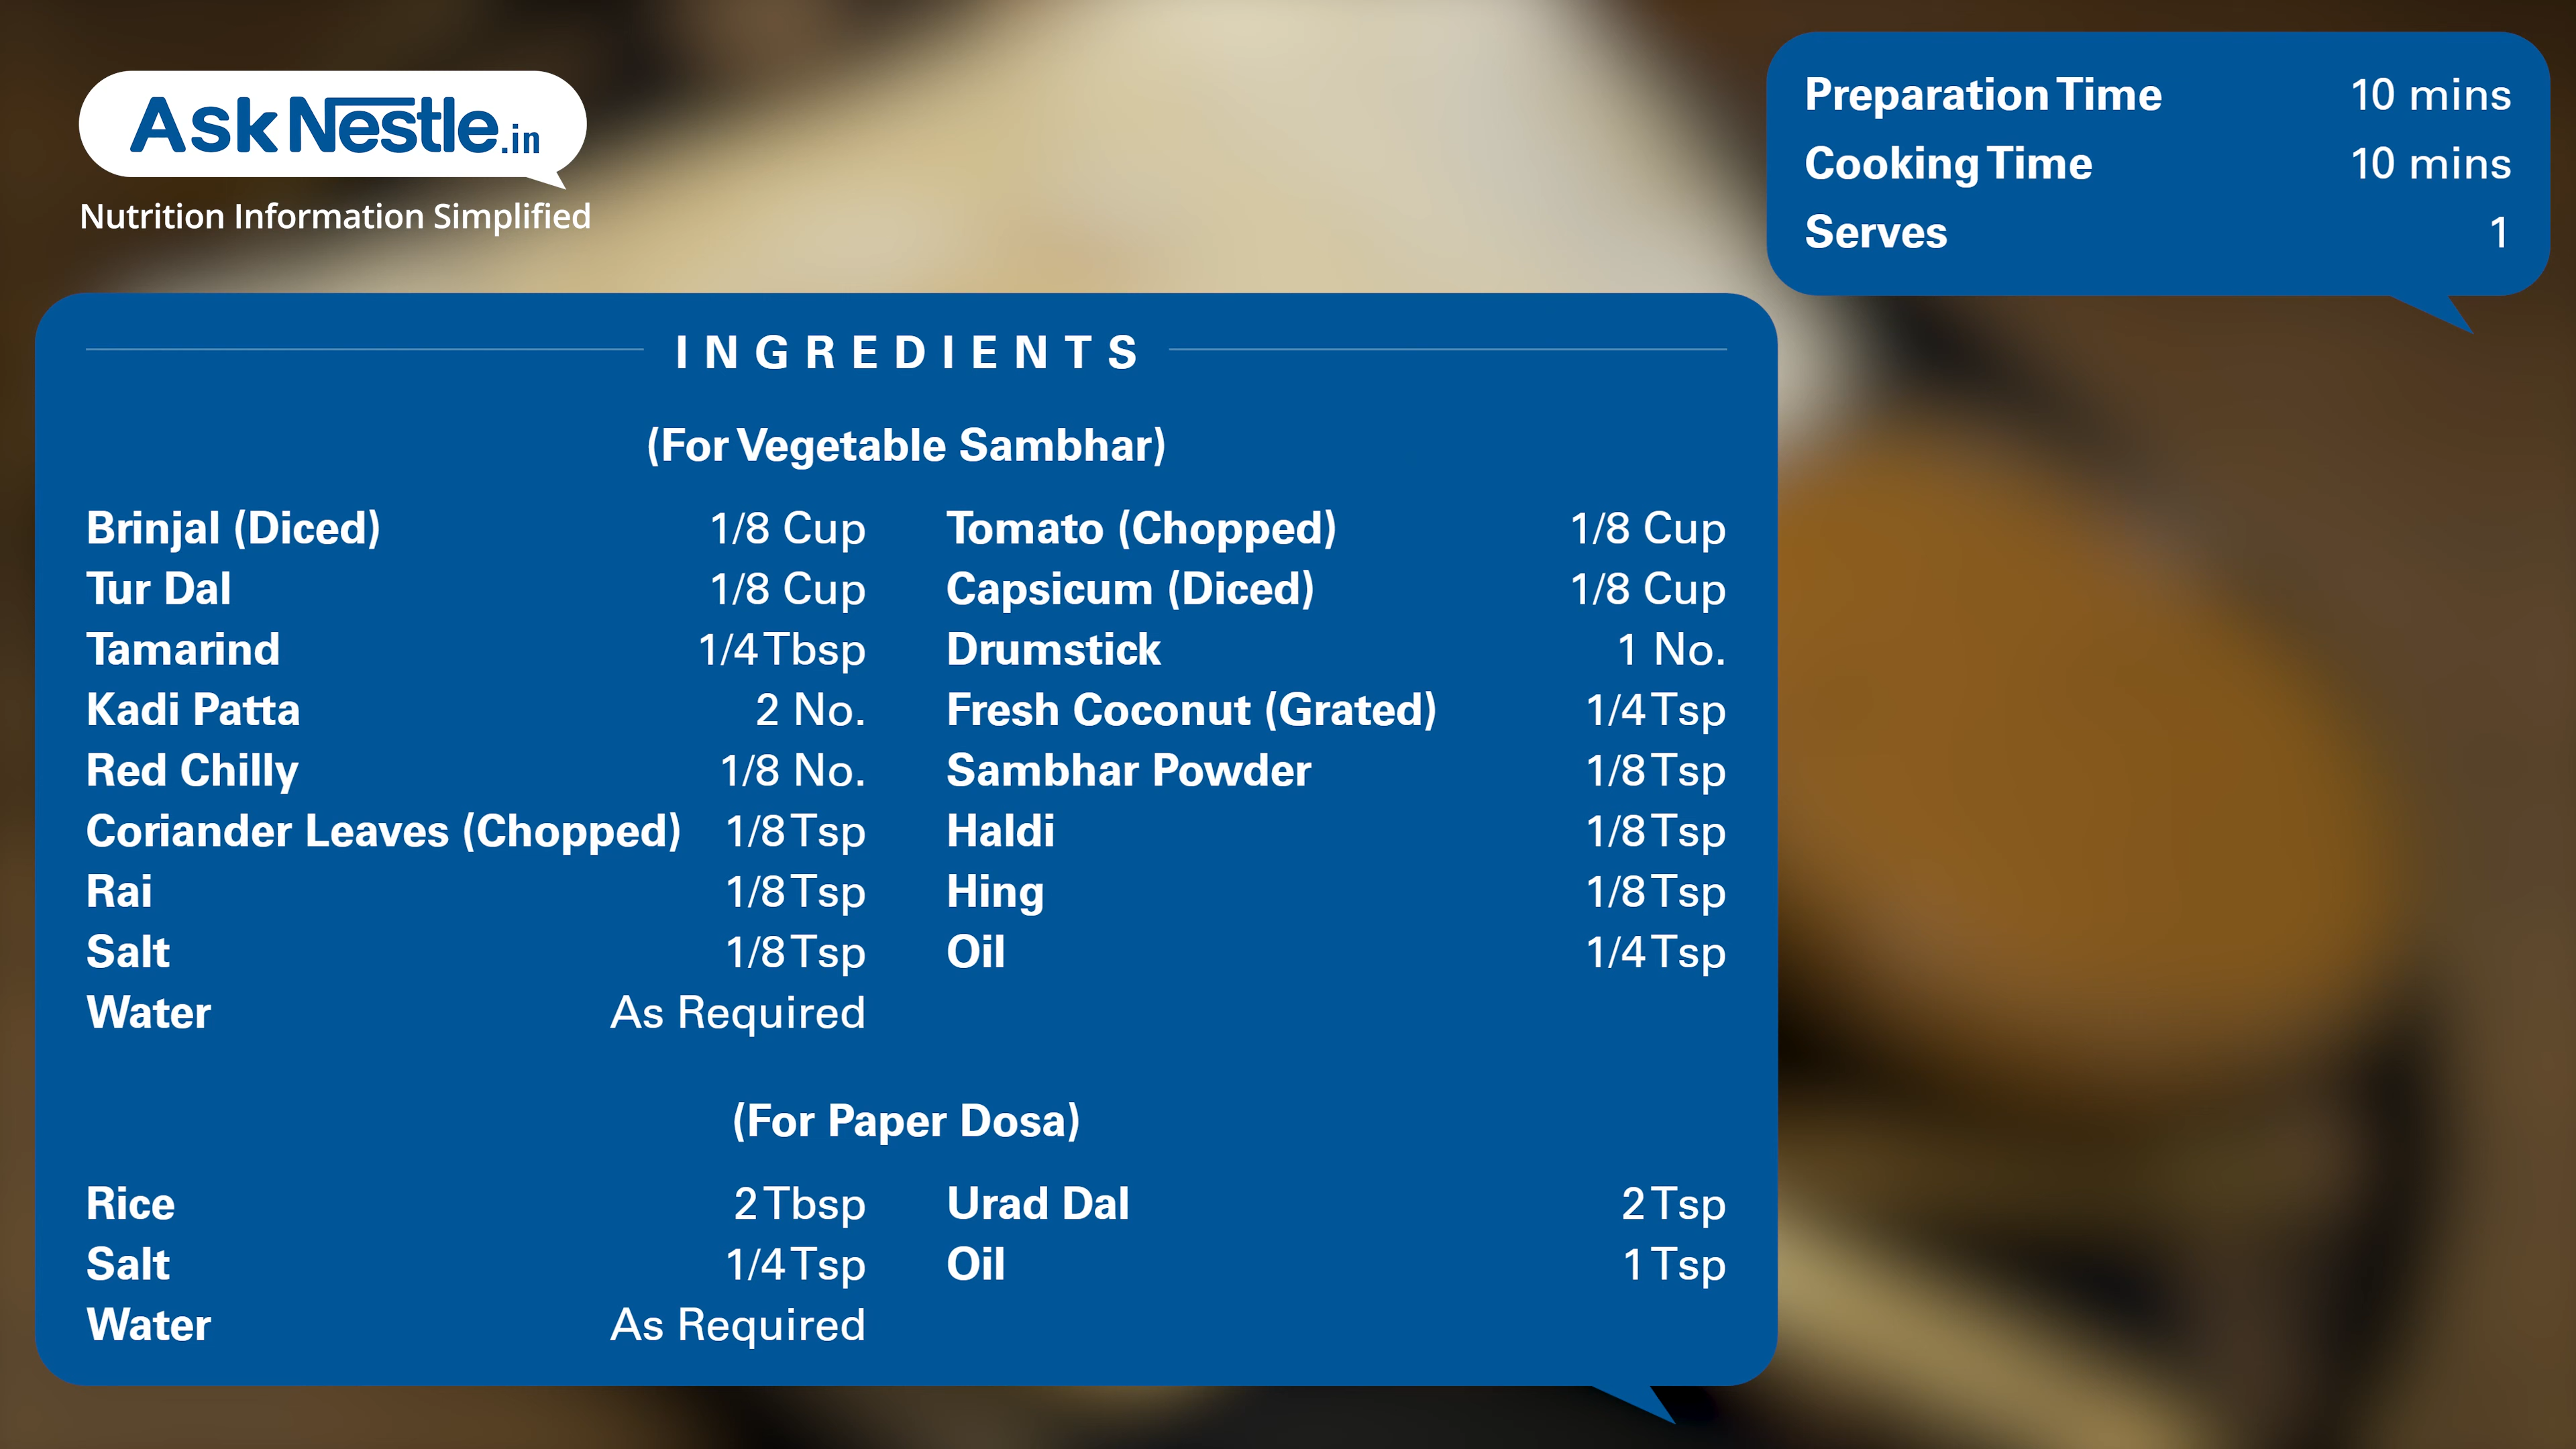 Ask Nestle.in
Nutrition Information Simplified
Preparation Time 10 mins
Cooking Time 10 mins
Serves 1
INGREDIENTS
(For Vegetable Sambhar)
Brinjal (Diced) 1/8 Cup Tomato (Chopped) 1/8 Cup
Tur Dal 1/8 Cup Capsicum (Diced) 1/8 Cup
Tamarind 1/4 Tbsp Drumstick 1 No.
Kadi Patta 2 No. Fresh Coconut (Grated) 1/4 Tsp
Red Chilly 1/8 No. Sambhar Powder 1/8 Tsp
Coriander Leaves (Chopped) 1/8 Tsp Haldi 1/8 Tsp
Rai 1/8 Tsp Hing 1/8 Tsp
Salt 1/8 Tsp Oil 1/4 Tsp
Water As Required
(For Paper Dosa)
Rice 2 Tbsp Urad Dal 2 Tsp
Salt 1/4 Tsp Oil 1 Tsp
Water As Required